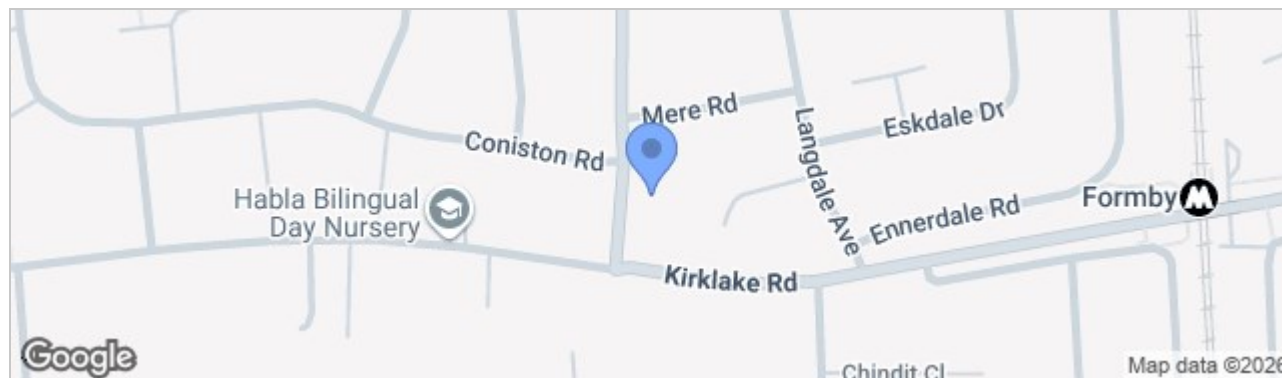 Mere Rd
Coniston Rd
Langdale Ave
Eskdale Dr
Habla Bilingual
Day Nursery
Ennerdale Rd
Formby
Kirklake Rd
Chindit Cl
Google
Map data ©2026